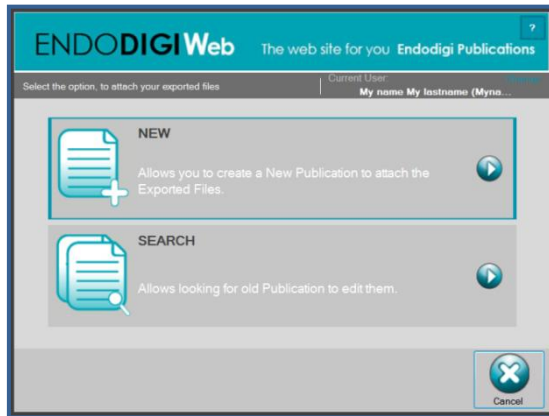 ?
ENDODIGIWeb The web site for you Endodigi Publications
Select the option, to attach your exported files
Current User:
My name My lastname (Myna...
NEW
Allows you to create a New Publication to attach the
Exported Files.
SEARCH
Allows looking for old Publication to edit them.
Cancel